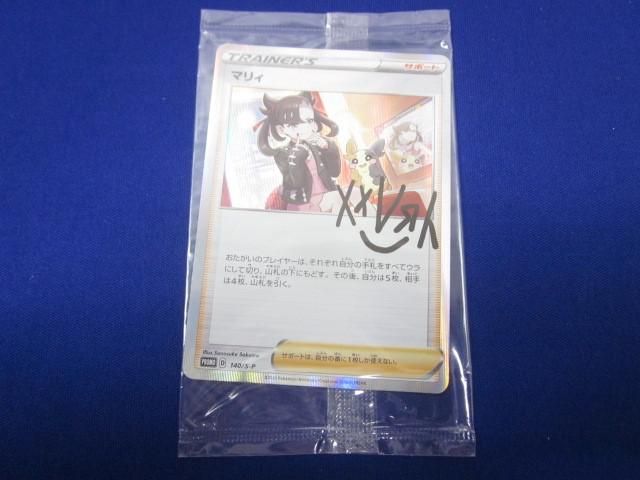 TRAINER'S サポート
マリィ
おたがいのプレイヤーは、それぞれ自分の手札をすべてウラ
にして切り、山札の下にもどす。その後、自分は5枚、相手
は4枚、山札を引く。
サポートは、自分の番に1枚しか使えない。
Illus. Sanosuke Sakuma
PROMO D 140/S-P